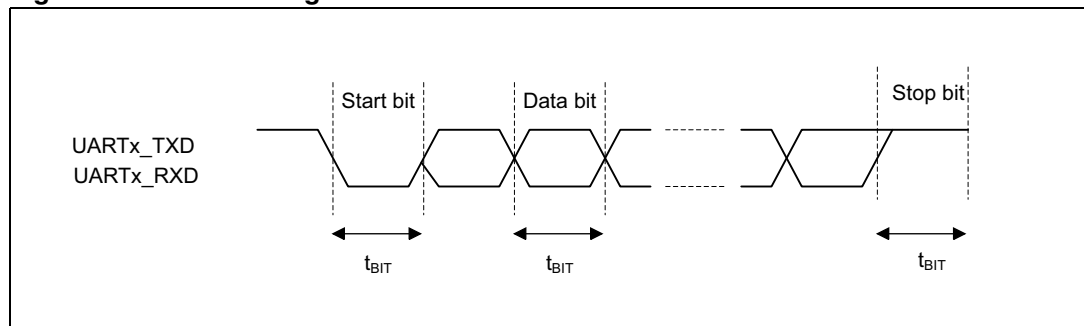 Start bit
Data bit
Stop bit
UARTx_TXD
UARTx_RXD
tBIT
tBIT
tBIT